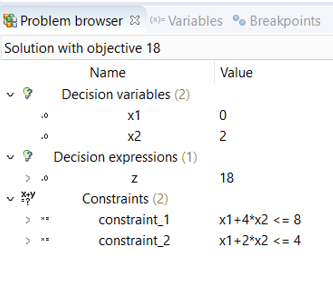 Problem browser (x)= Variables Breakpoints
Solution with objective 18
Name Value
Decision variables (2)
x1 0
x2 2
Decision expressions (1)
z 18
Constraints (2)
constraint_1 x1+4*x2 <= 8
constraint_2 x1+2*x2 <= 4